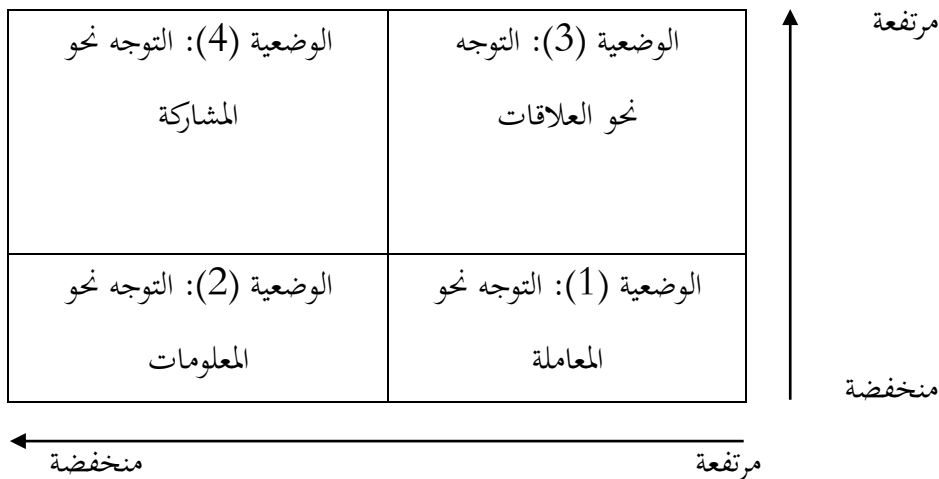 مرتفعة
الوضعية (3): التوجه
نحو العلاقات
الوضعية (4): التوجه نحو
المشاركة
الوضعية (1): التوجه نحو
المعاملة
الوضعية (2): التوجه نحو
المعلومات
منخفضة
مرتفعة
منخفضة